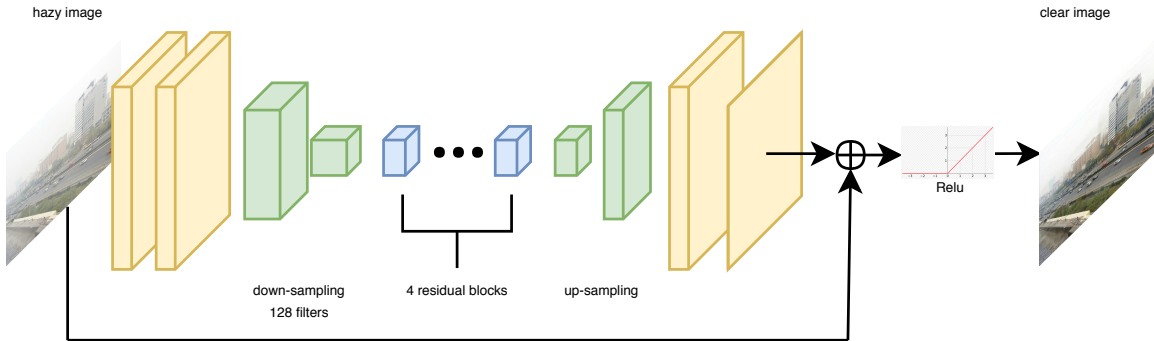 hazy image
clear image
Relu
down-sampling
128 filters
4 residual blocks
up-sampling